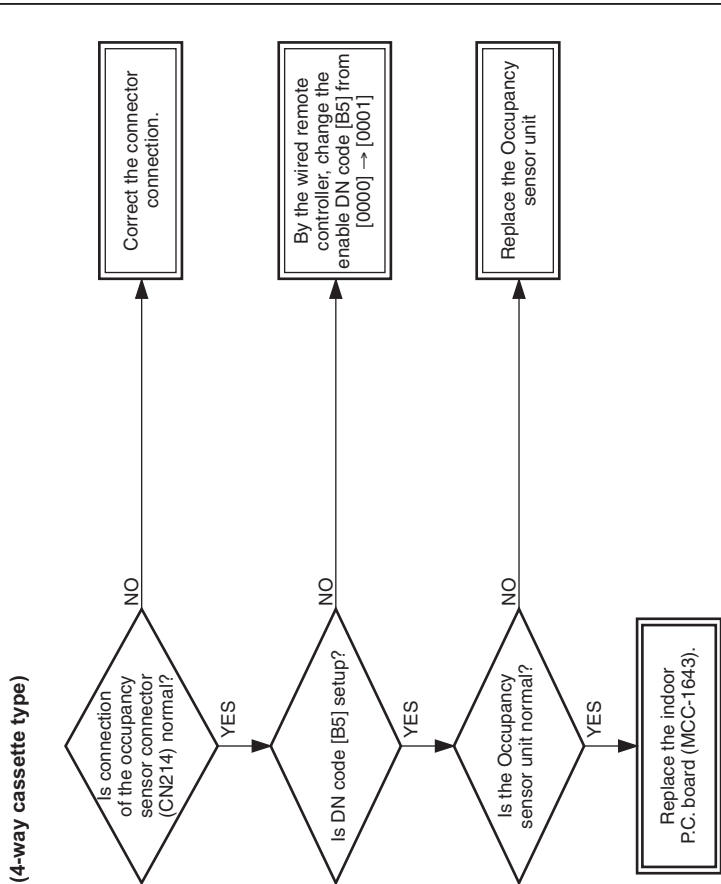 (4-way cassette type)
Is connection
of the occupancy
sensor connector
(CN214) normal?
NO
Correct the connector
connection.
YES
Is DN code [B5] setup?
NO
By the wired remote
controller, change the
enable DN code [B5] from
[0000] → [0001]
YES
Is the Occupancy
sensor unit normal?
NO
Replace the Occupancy
sensor unit
YES
Replace the indoor
P.C. board (MCC-1643).